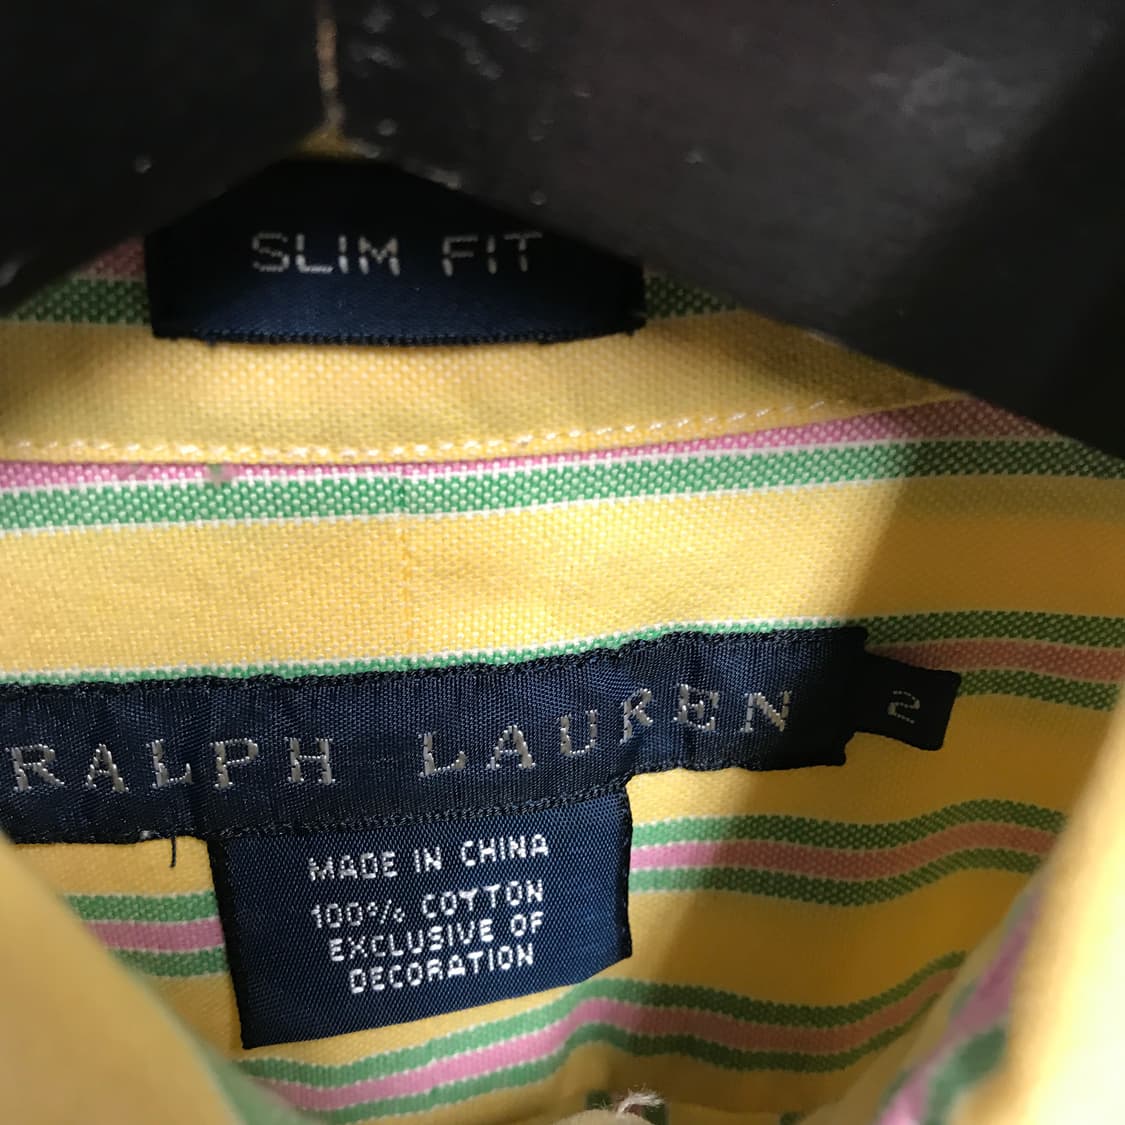 SLIM FIT
RALPH LAUREN
2
MADE IN CHINA
100% COTTON
EXCLUSIVE OF
DECORATION